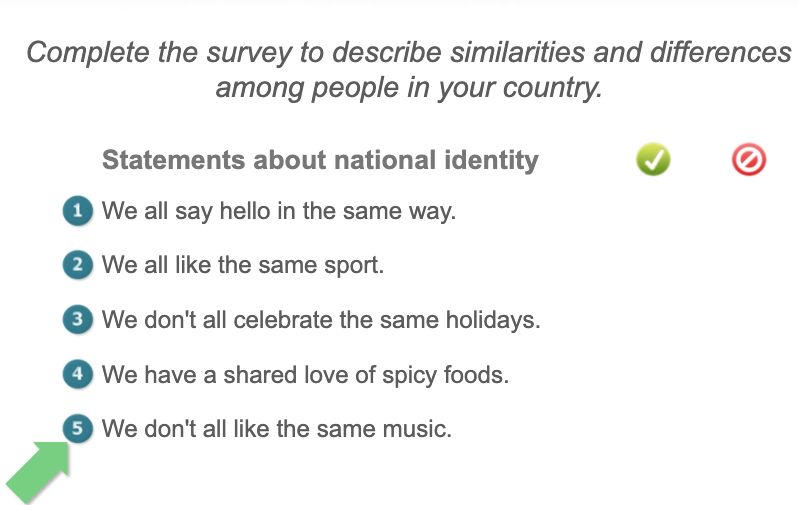 Complete the survey to describe similarities and differences
among people in your country.
Statements about national identity
1 We all say hello in the same way.
2 We all like the same sport.
3 We don't all celebrate the same holidays.
4 We have a shared love of spicy foods.
5 We don't all like the same music.